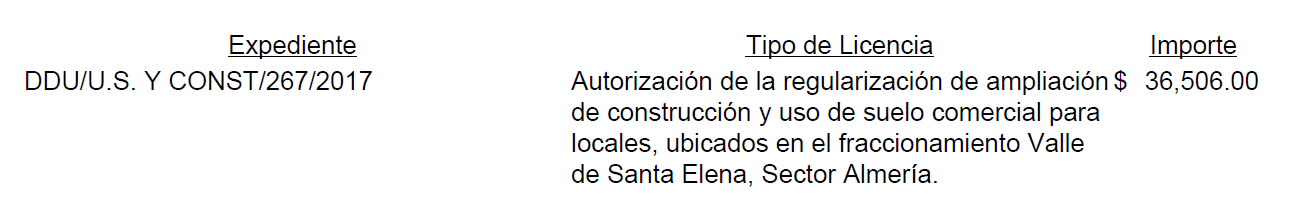 Expediente Tipo de Licencia Importe
DDU/U.S. Y CONST/267/2017 Autorización de la regularización de ampliación $ 36,506.00
de construcción y uso de suelo comercial para
locales, ubicados en el fraccionamiento Valle
de Santa Elena, Sector Almería.